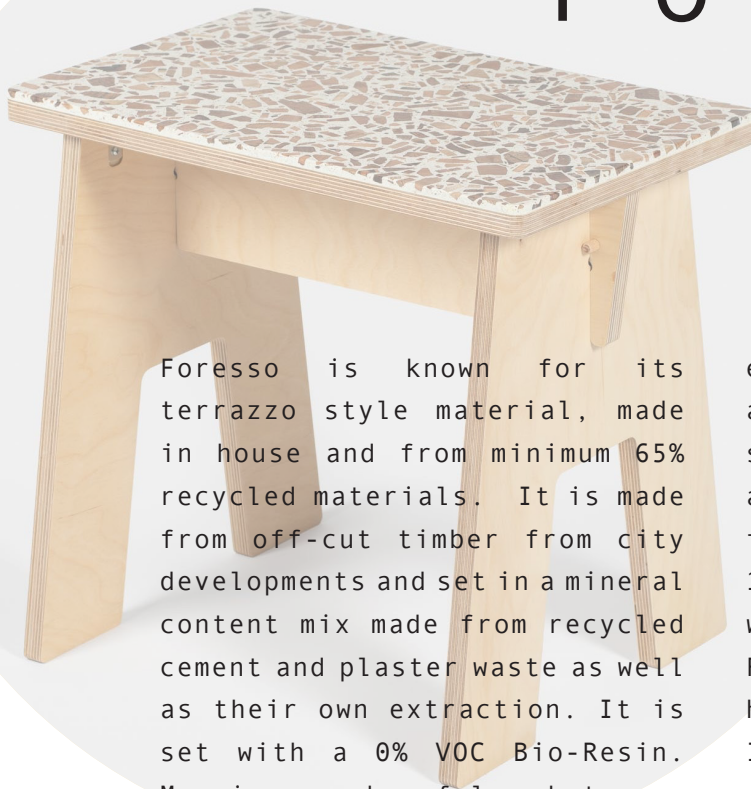 Foresso is known for its
terrazzo style material, made
in house and from minimum 65%
recycled materials. It is made
from off-cut timber from city
developments and set in a mineral
content mix made from recycled
cement and plaster waste as well
as their own extraction. It is
set with a 0% VOC Bio-Resin.